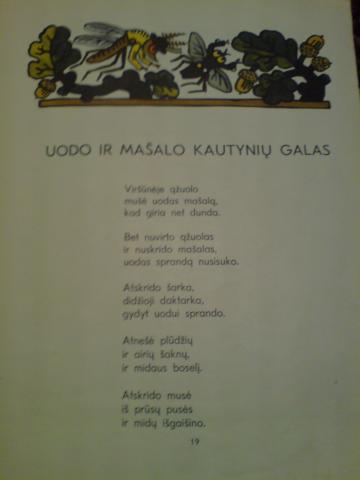 UODO IR MAŠALO KAUTYNIŲ GALAS
Viršūnėje ąžuolo
mušė uodas mašalą,
kad giria net dunda.
Bet nuvirto ąžuolas
ir nuskrido mašalas,
uodas sprandą nusisuko.
Atskrido šarka,
didžioji daktarka,
gydyt uodui sprando.
Atnešė plūdžių
ir airių šaknų,
ir midaus boselį.
Atskrido musė
iš prūsų pusės
ir midų išgaišino.
19